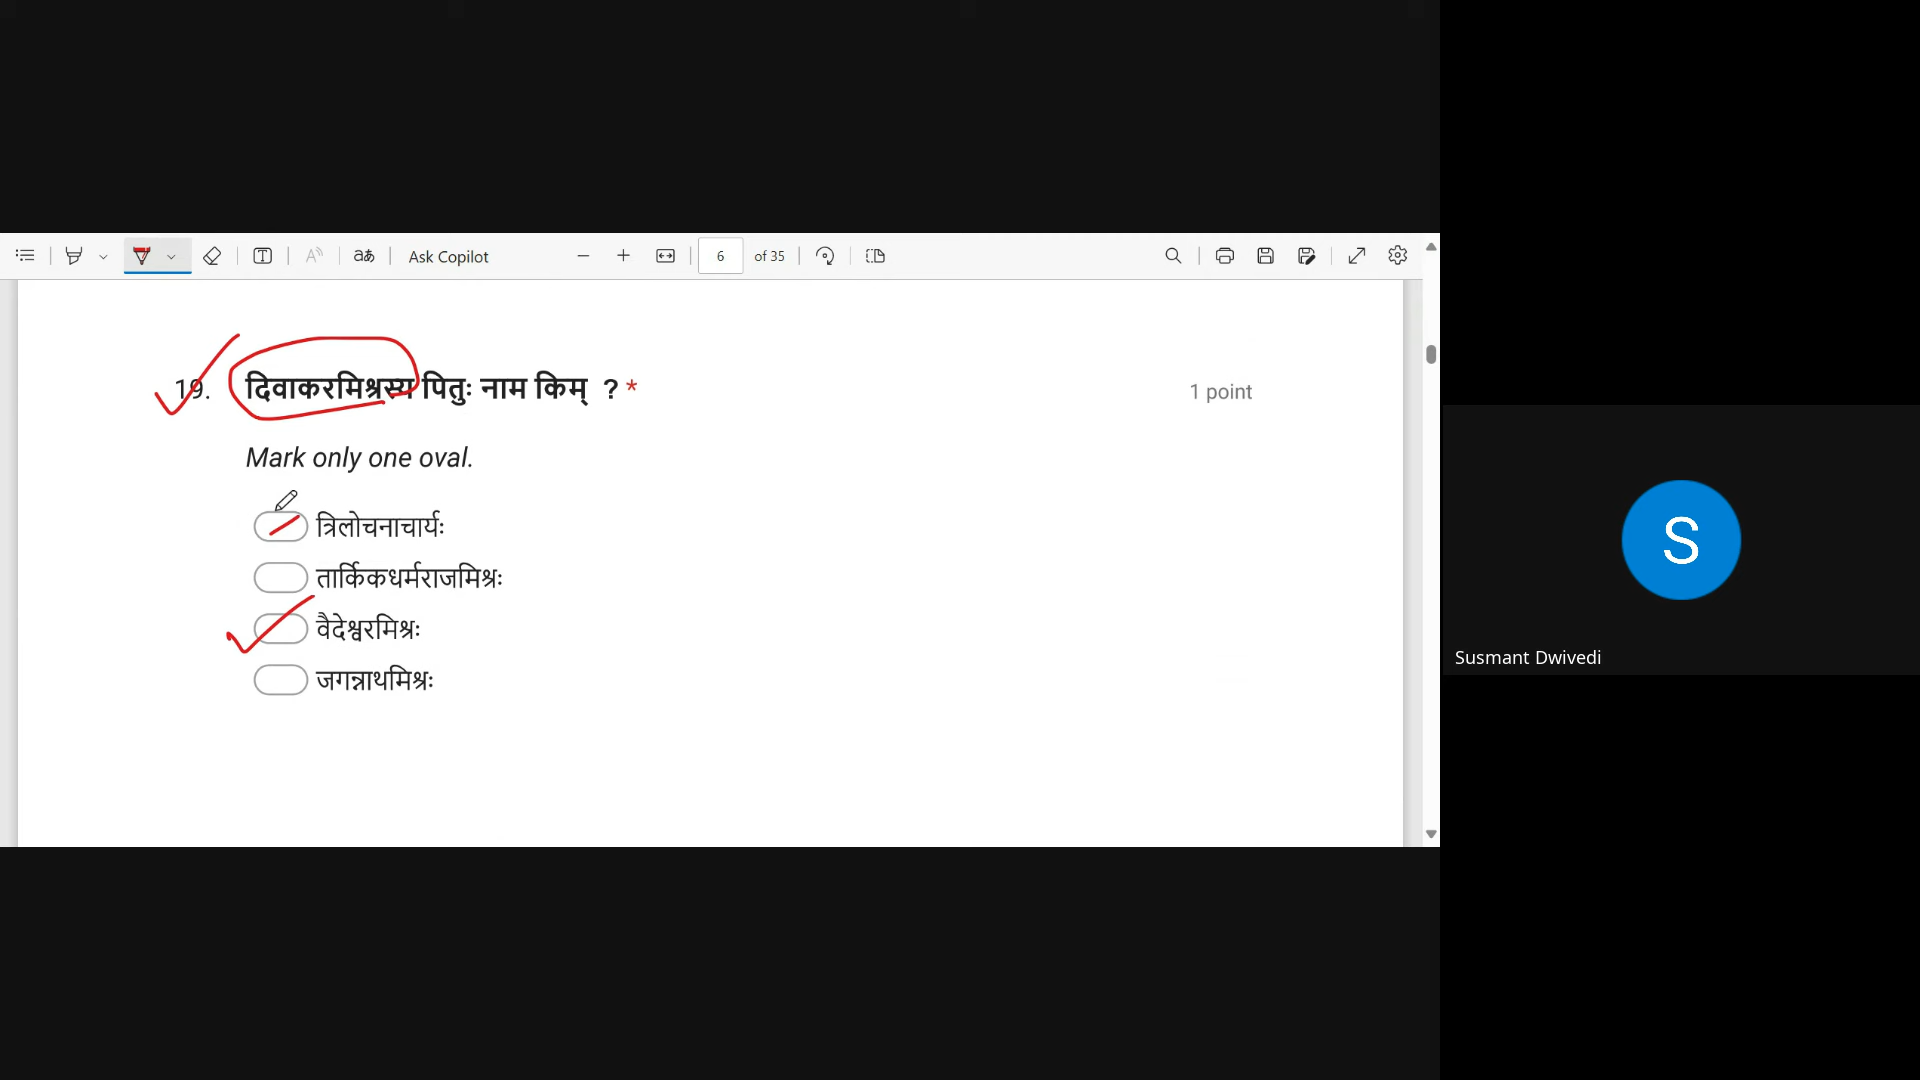 Ask Copilot
6 of 35
19. दिवाकरमिश्रस्य पितुः नाम किम् ? *
1 point
Mark only one oval.
त्रिलोचनाचार्यः
तार्किकधर्मराजमिश्रः
वैदेश्वरमिश्रः
जगन्नाथमिश्रः
S
Susmant Dwivedi